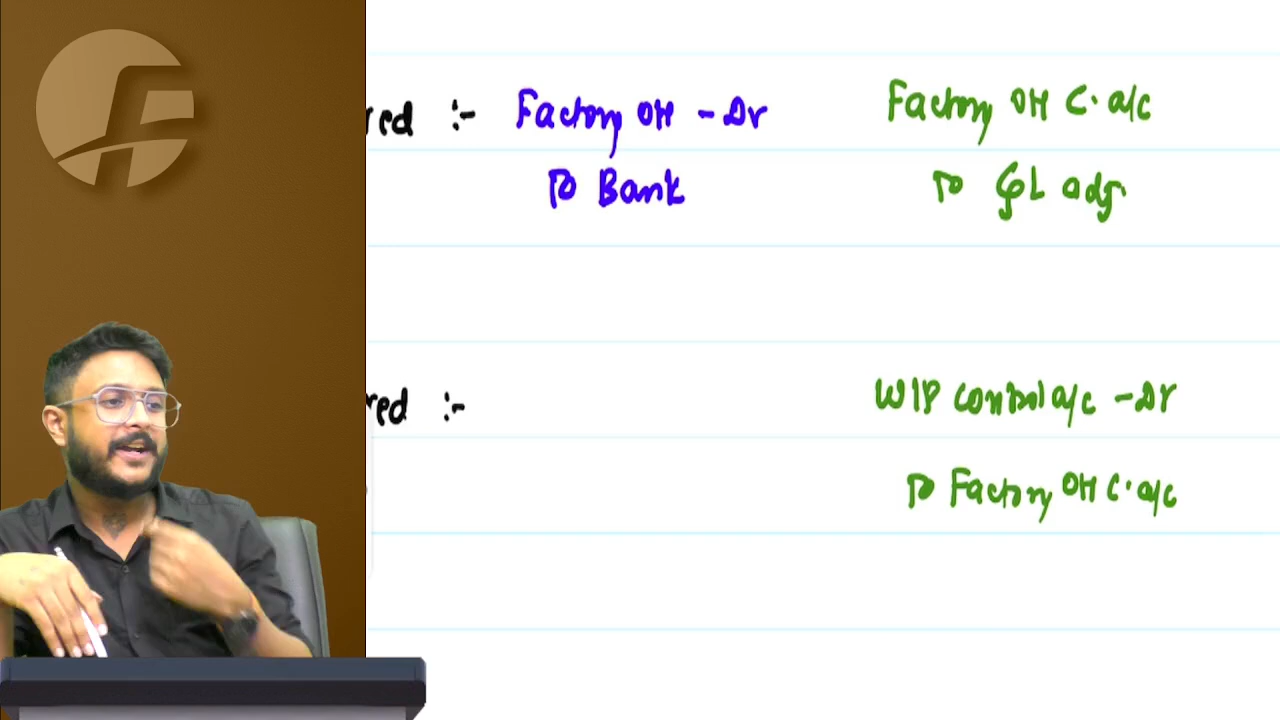 red :- Factory OH - Dr Factory OH C. a/c
To Bank To GL adj.
red :- WIP Control a/c - Dr
To Factory OH C. a/c